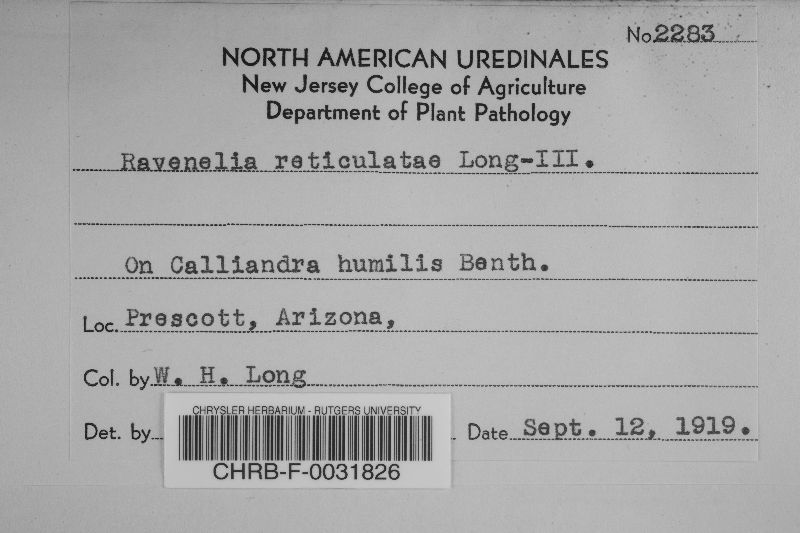 No. 2283
NORTH AMERICAN UREDINALES
New Jersey College of Agriculture
Department of Plant Pathology
Ravenelia reticulatae Long-III.
On Calliandra humilis Benth.
Loc. Prescott, Arizona,
Col. by W. H. Long
Det. by Date Sept. 12, 1919.
CHRYSLER HERBARIUM - RUTGERS UNIVERSITY
CHRB-F-0031826